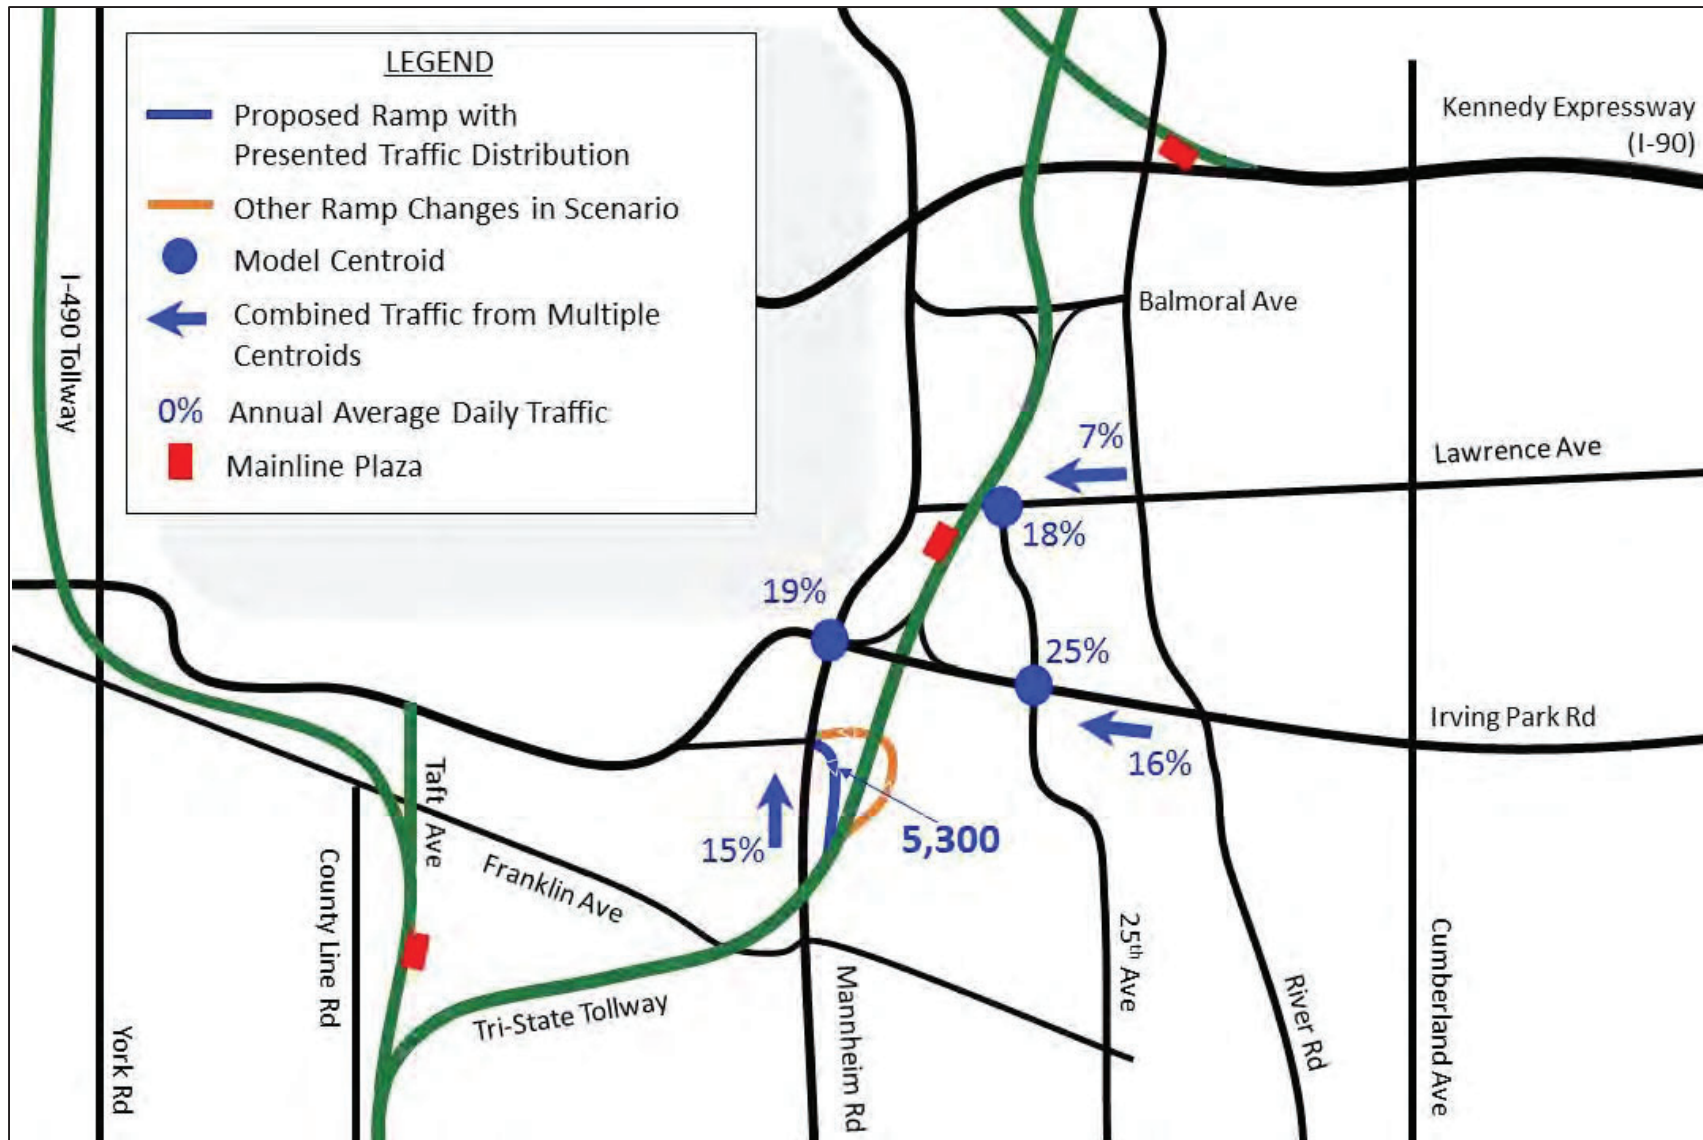 LEGEND
Proposed Ramp with
Presented Traffic Distribution
Other Ramp Changes in Scenario
Model Centroid
Combined Traffic from Multiple
Centroids
0% Annual Average Daily Traffic
Mainline Plaza
Kennedy Expressway
(I-90)
I-490 Tollway
Balmoral Ave
7%
Lawrence Ave
18%
19%
25%
Irving Park Rd
16%
15%
5,300
Taft Ave
Franklin Ave
County Line Rd
Tri-State Tollway
York Rd
Mannheim Rd
25th Ave
River Rd
Cumberland Ave